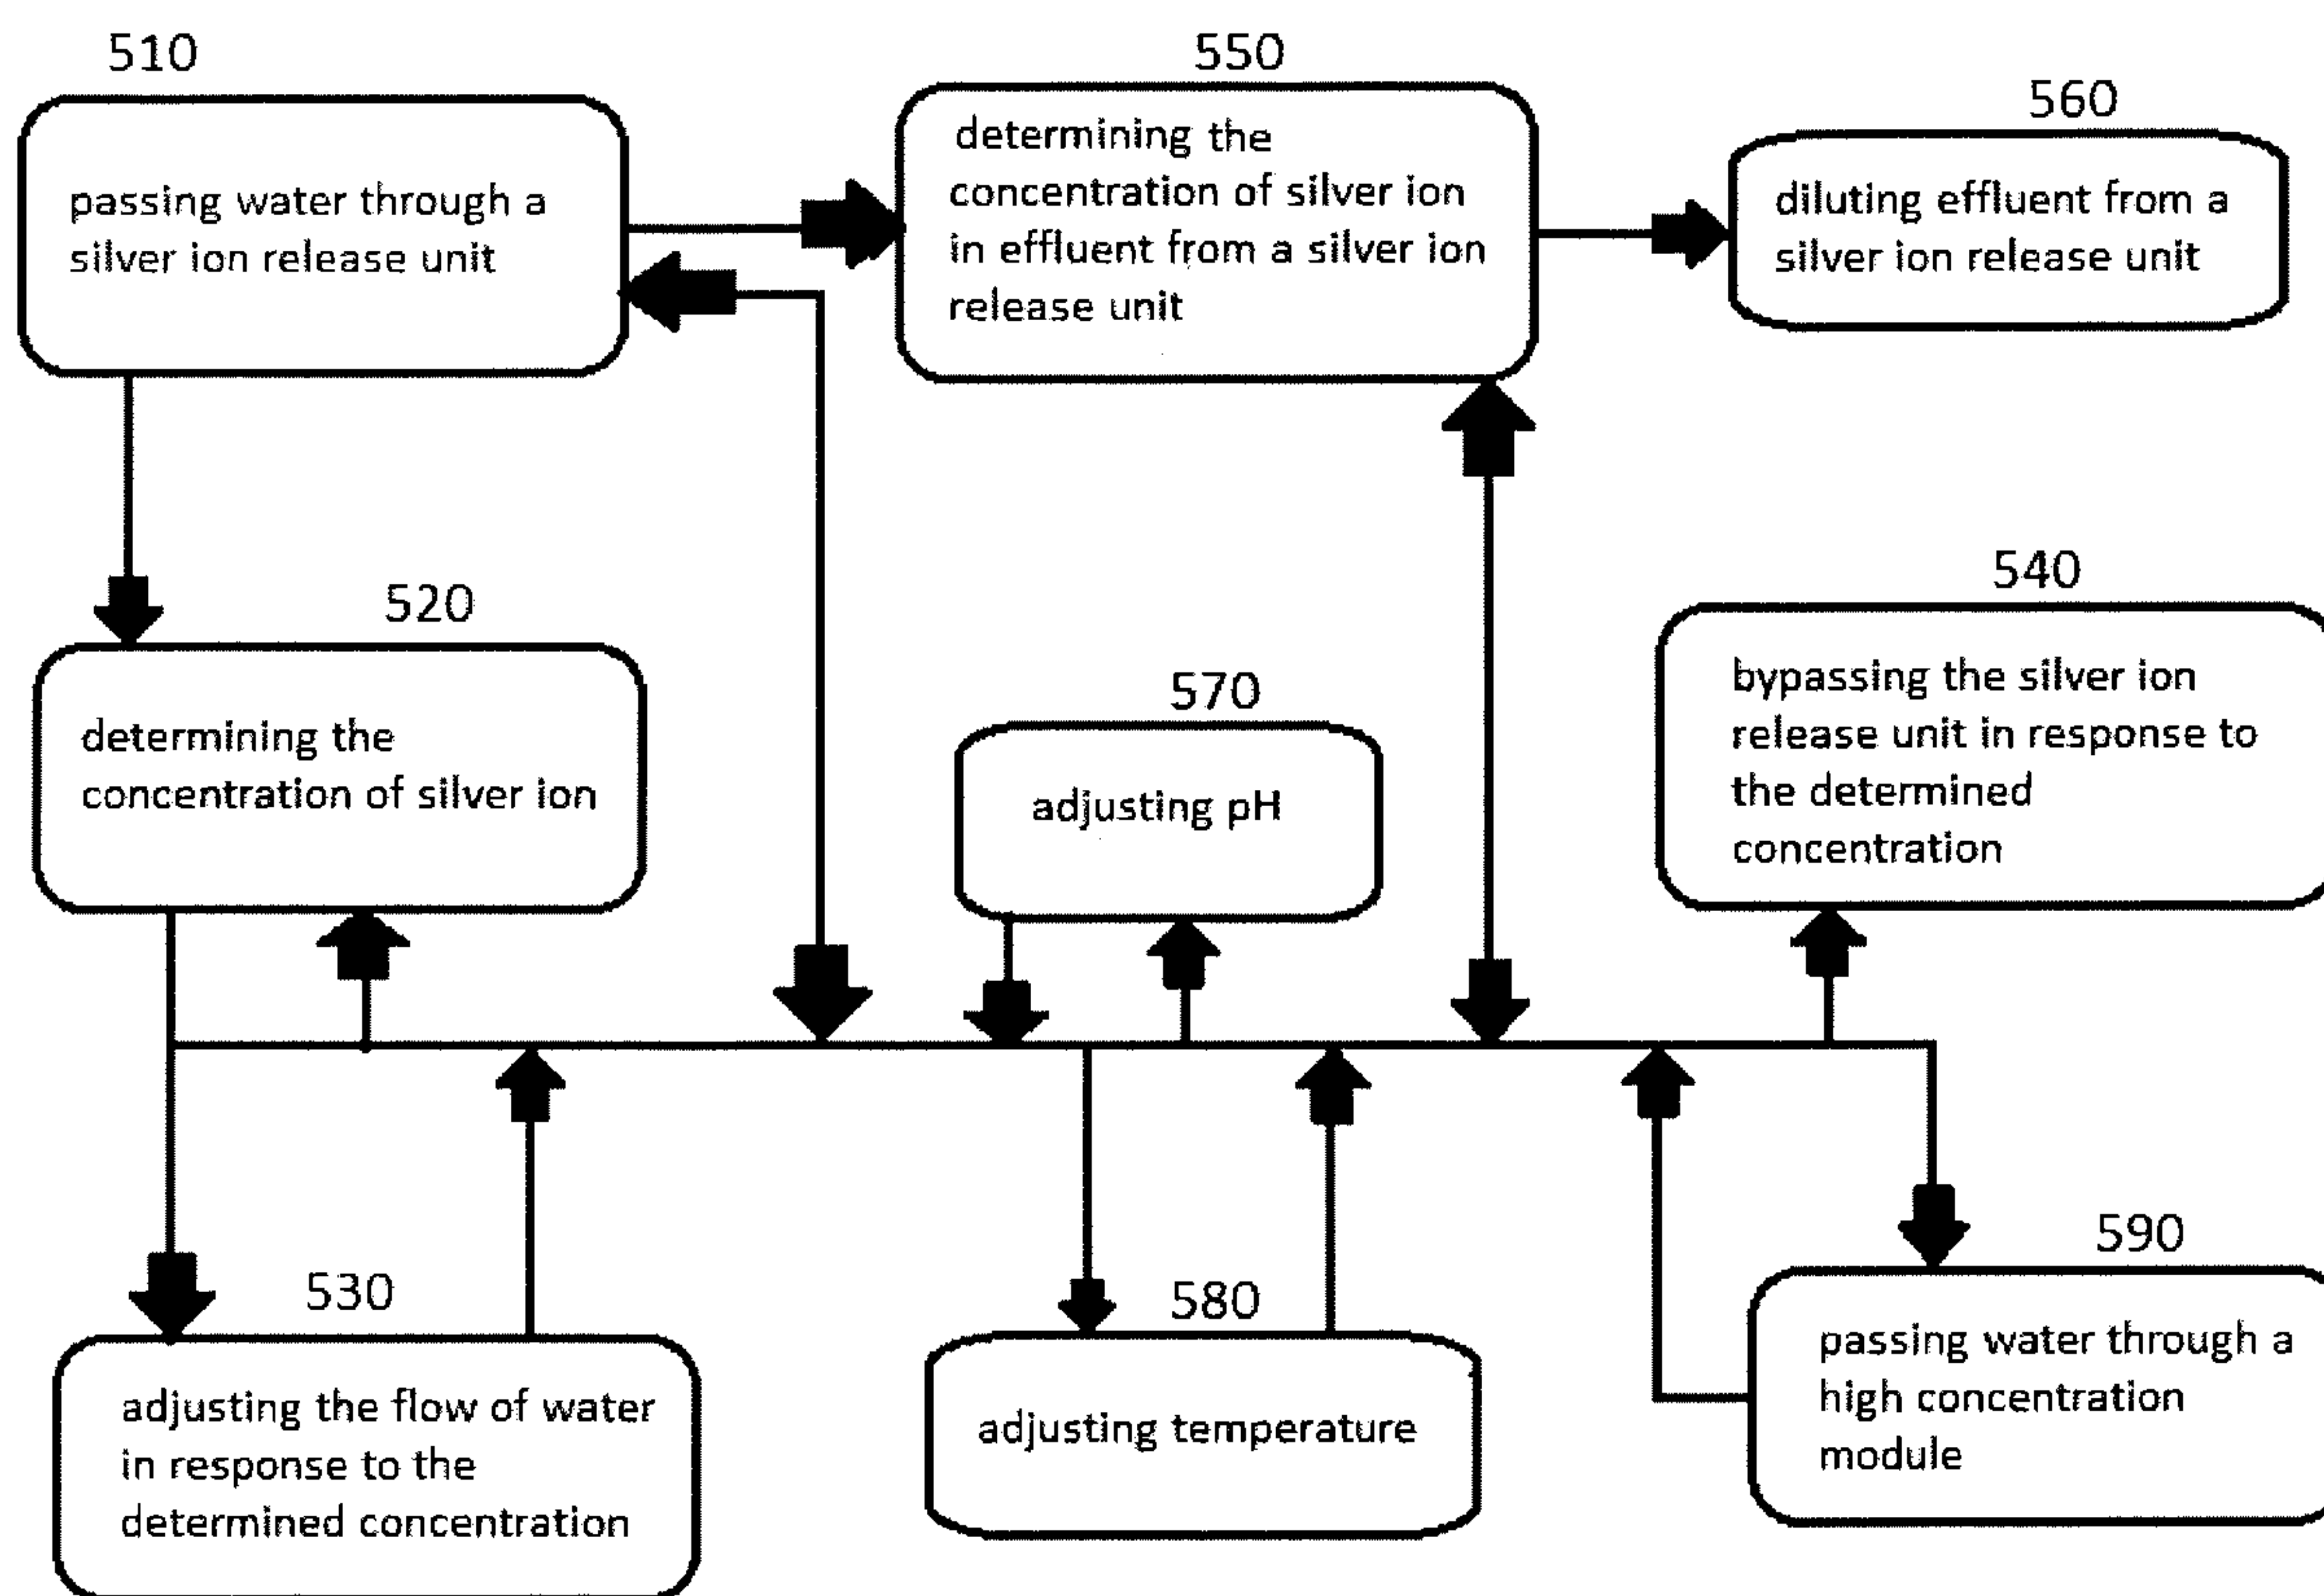 510
passing water through a
silver ion release unit
550
determining the
concentration of silver ion
in effluent from a silver ion
release unit
560
diluting effluent from a
silver ion release unit
520
determining the
concentration of silver ion
570
adjusting pH
540
bypassing the silver ion
release unit in response to
the determined
concentration
530
adjusting the flow of water
in response to the
determined concentration
580
adjusting temperature
590
passing water through a
high concentration
module